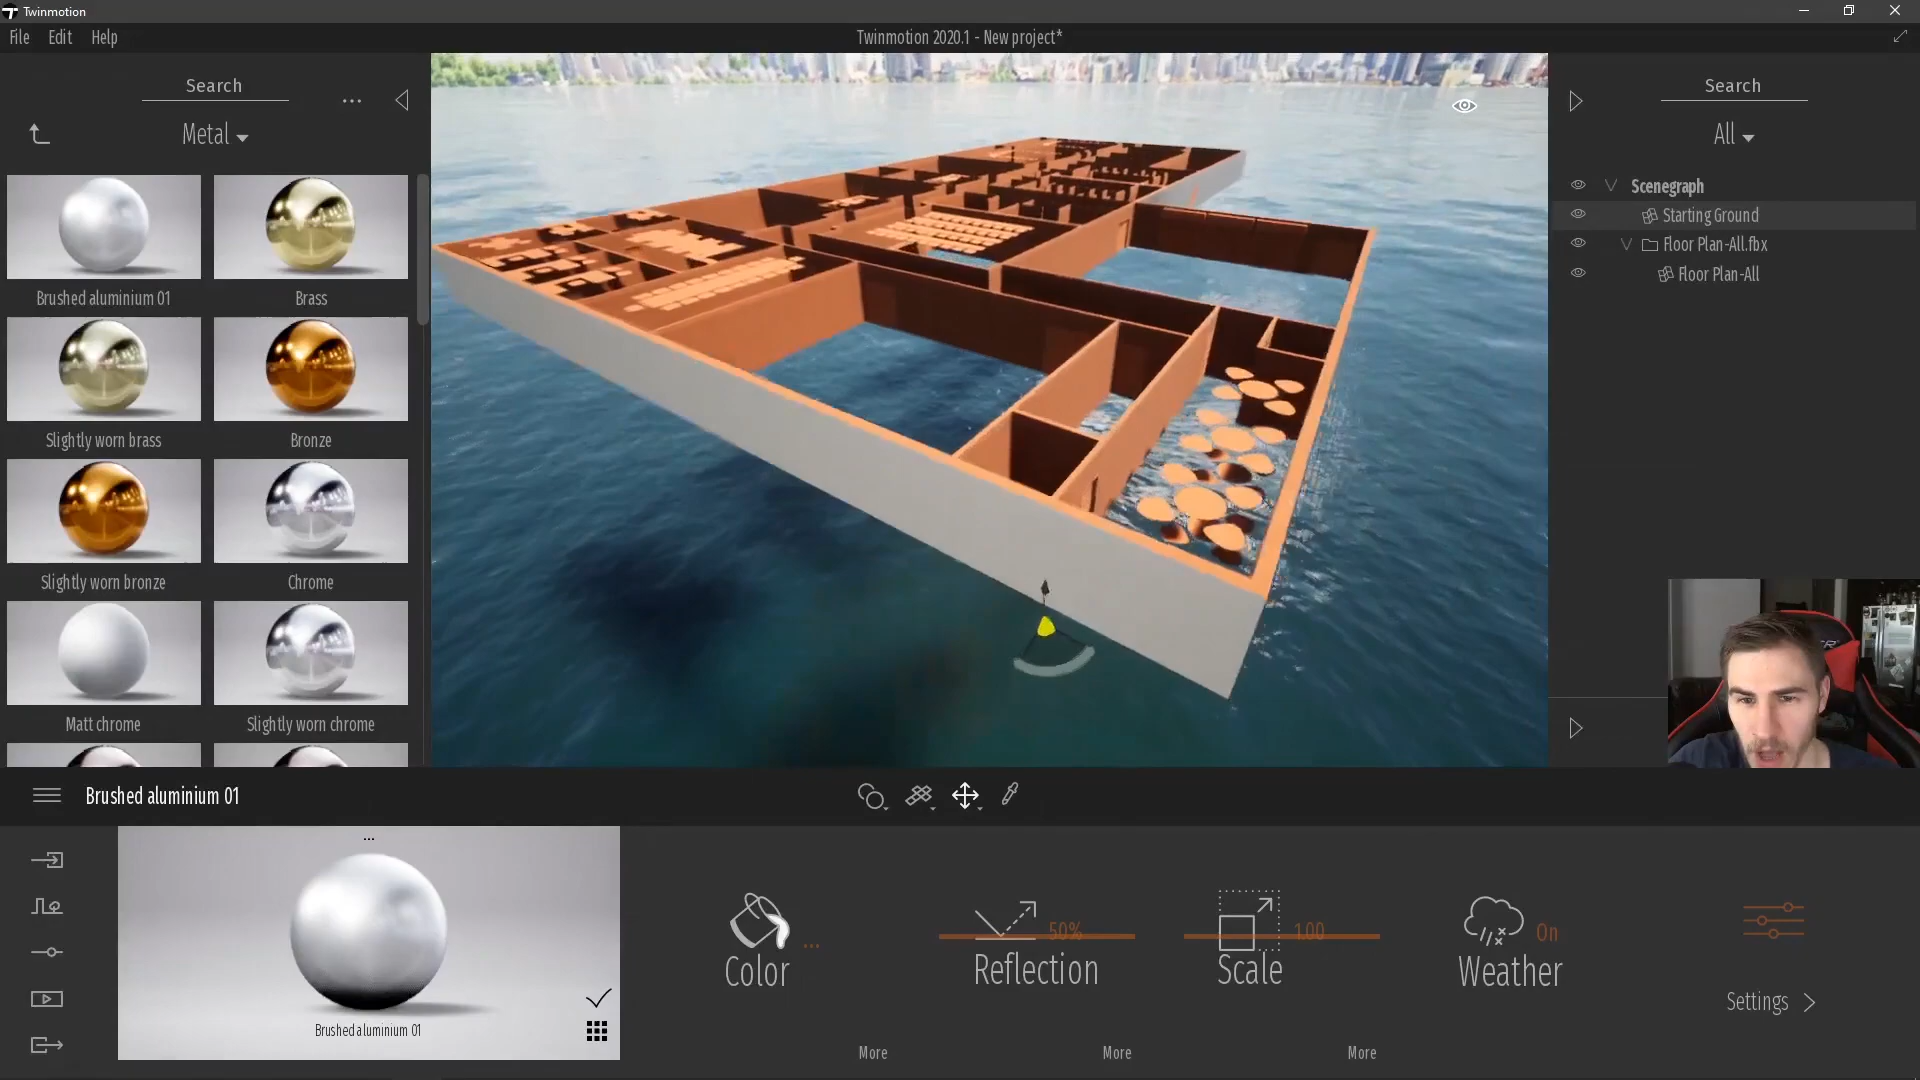 Twinmotion
File Edit Help
Twinmotion 2020.1 - New project*
Search
...
Metal
Brushed aluminium 01
Brass
Slightly worn brass
Bronze
Slightly worn bronze
Chrome
Matt chrome
Slightly worn chrome
Search
All
Scenegraph
Starting Ground
Floor Plan-All.fbx
Floor Plan-All
Brushed aluminium 01
...
Brushed aluminium 01
Color ...
50%
Reflection
1.00
Scale
On
Weather
Settings
More
More
More